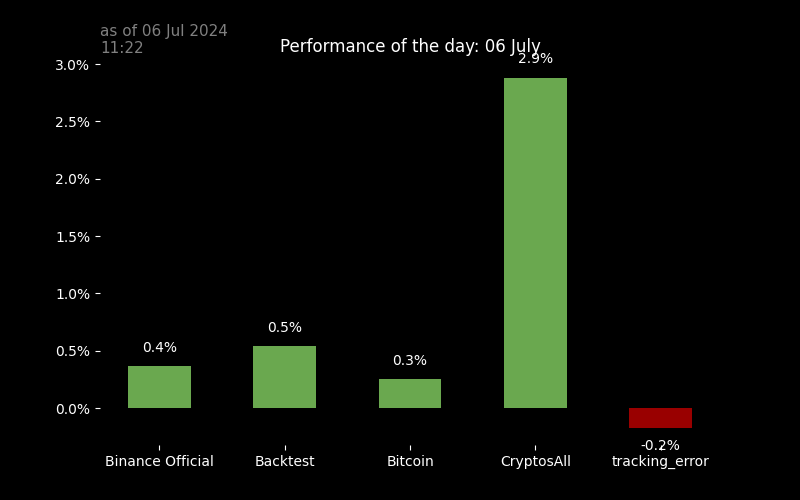 as of 06 Jul 2024
11:22
Performance of the day: 06 July
3.0%
2.5%
2.0%
1.5%
1.0%
0.5%
0.0%
0.4%
0.5%
0.3%
2.9%
-0.2%
Binance Official
Backtest
Bitcoin
CryptosAll
tracking_error